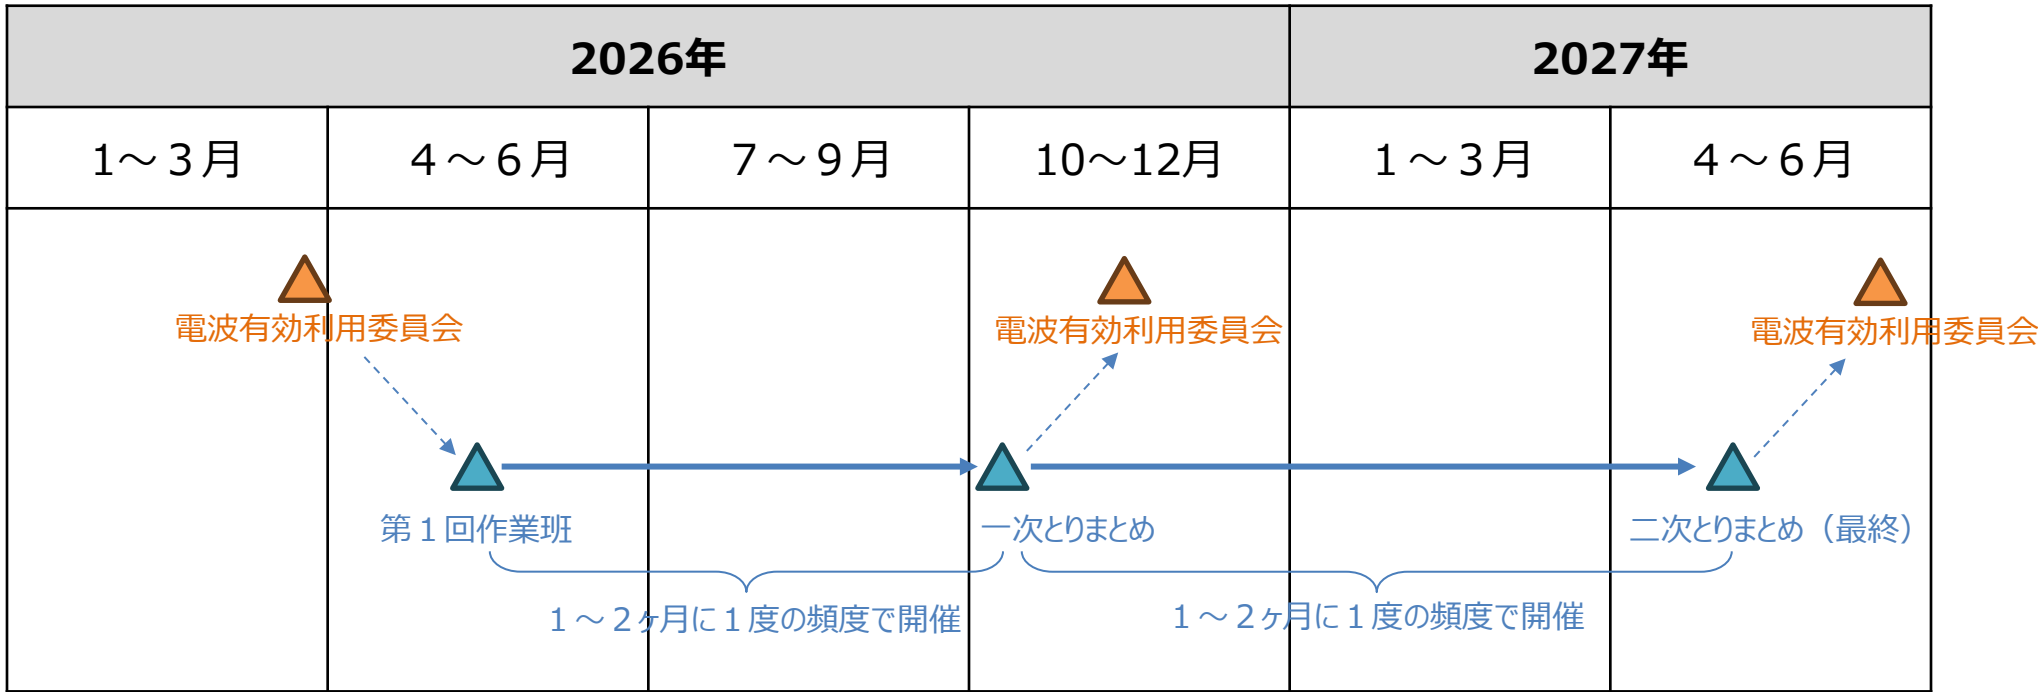 2026年
2027年
1～３月
４～６月
７～９月
10～12月
１～３月
４～６月
電波有効利用委員会
電波有効利用委員会
電波有効利用委員会
第１回作業班
一次とりまとめ
二次とりまとめ（最終）
１～２ヶ月に１度の頻度で開催
１～２ヶ月に１度の頻度で開催